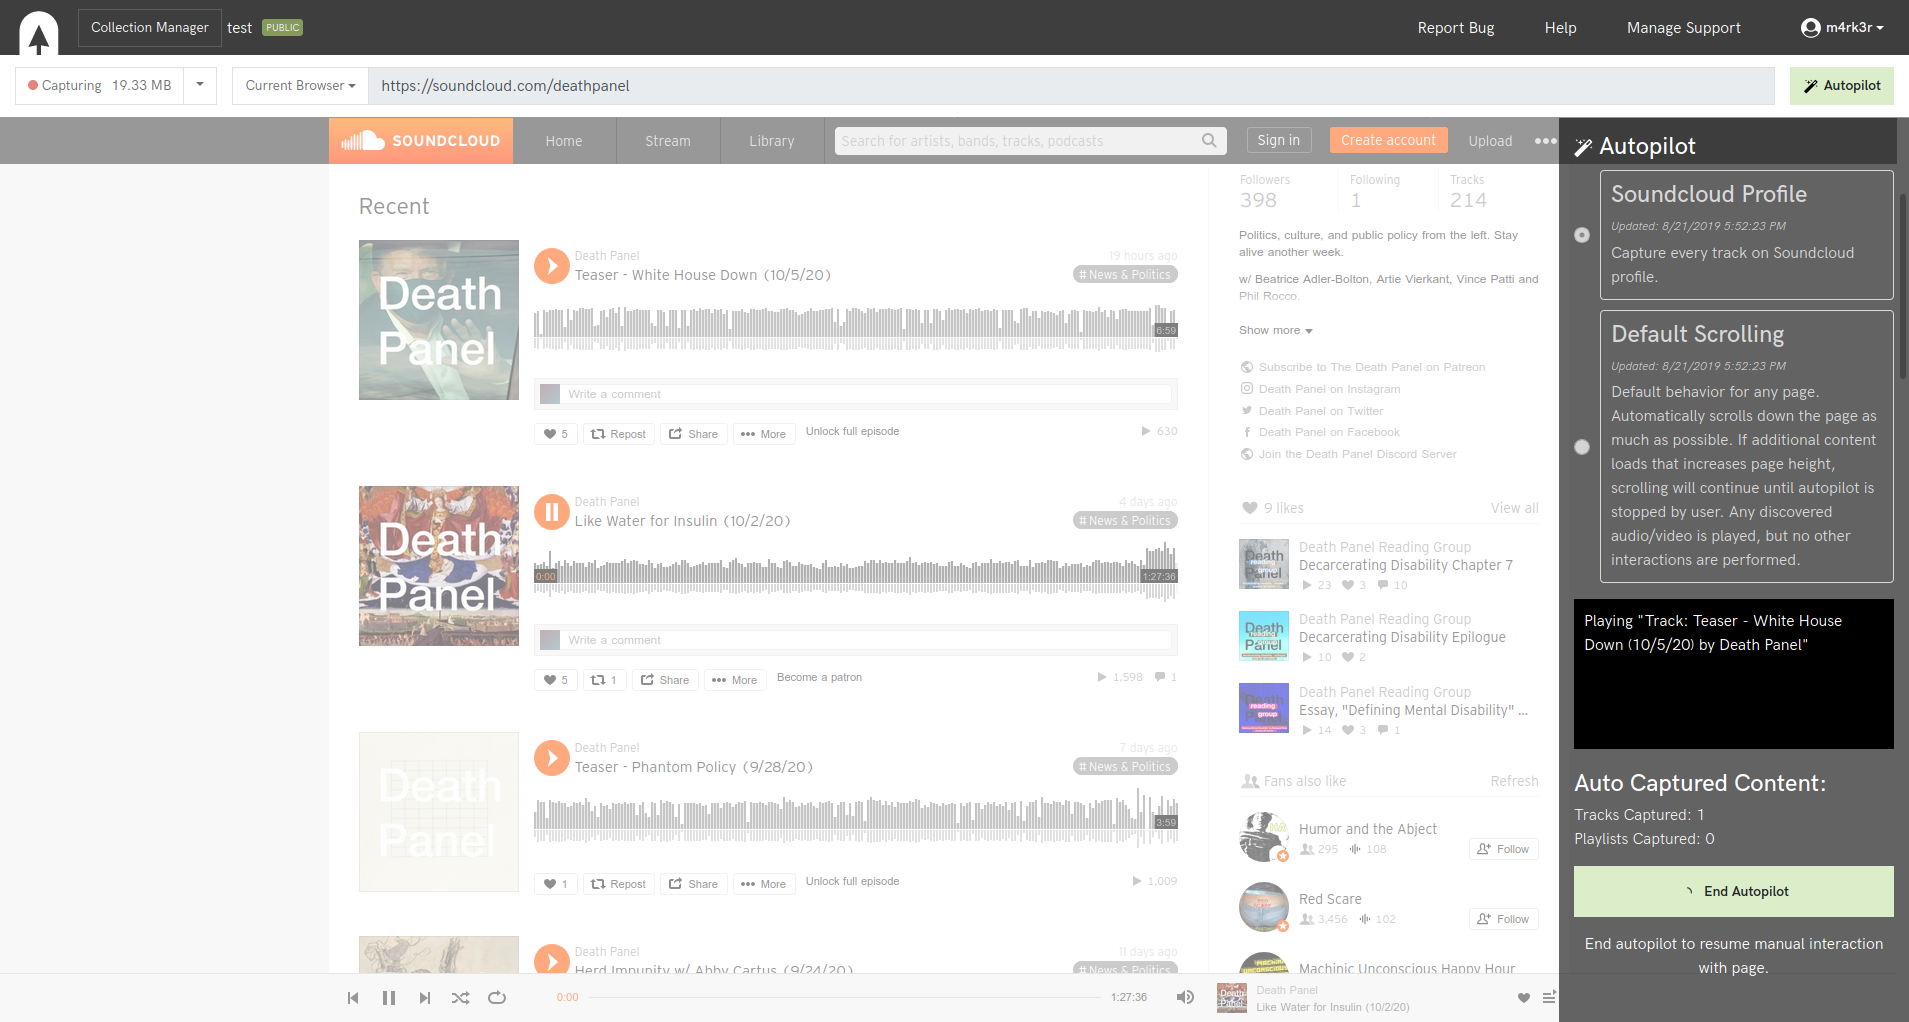 Collection Manager test PUBLIC Report Bug Help Manage Support m4rk3r
Capturing 19.33 MB Current Browser https://soundcloud.com/deathpanel Autopilot
SOUNDCLOUD Home Stream Library Search for artists, bands, tracks, podcasts Sign in Create account Upload
Recent
Death Panel
Death Panel 19 hours ago
Teaser - White House Down (10/5/20) # News & Politics
6:59
Write a comment
5 Repost Share More Unlock full episode 630
Death Panel
Death Panel 4 days ago
Like Water for Insulin (10/2/20) # News & Politics
0:00 1:27:36
Write a comment
5 1 Share More Become a patron 1,598 1
Death Panel
Death Panel 7 days ago
Teaser - Phantom Policy (9/28/20) # News & Politics
3:59
1 Repost Share More Unlock full episode 1,009
Death Panel 11 days ago
Herd Impunity w/ Abby Cartus (9/24/20) # News & Politics
Followers Following Tracks
398 1 214
Politics, culture, and public policy from the left. Stay
alive another week.
w/ Beatrice Adler-Bolton, Artie Vierkant, Vince Patti and
Phil Rocco.
Show more
Subscribe to The Death Panel on Patreon
Death Panel on Instagram
Death Panel on Twitter
Death Panel on Facebook
Join the Death Panel Discord Server
9 likes View all
Death reading group Panel
Death Panel Reading Group
Decarcerating Disability Chapter 7
23 3 10
Death reading group Panel
Death Panel Reading Group
Decarcerating Disability Epilogue
10 2
Death reading group Panel
Death Panel Reading Group
Essay, "Defining Mental Disability" ...
14 3 1
Fans also like Refresh
Humor and the Abject
295 108 Follow
Red Scare
3,456 102 Follow
Machinic Unconscious Happy Hour
0:00 1:27:36
Death Panel
Like Water for Insulin (10/2/20)
Autopilot
Soundcloud Profile
Updated: 8/21/2019 5:52:23 PM
Capture every track on Soundcloud
profile.
Default Scrolling
Updated: 8/21/2019 5:52:23 PM
Default behavior for any page.
Automatically scrolls down the page as
much as possible. If additional content
loads that increases page height,
scrolling will continue until autopilot is
stopped by user. Any discovered
audio/video is played, but no other
interactions are performed.
Playing "Track: Teaser - White House
Down (10/5/20) by Death Panel"
Auto Captured Content:
Tracks Captured: 1
Playlists Captured: 0
End Autopilot
End autopilot to resume manual interaction
with page.